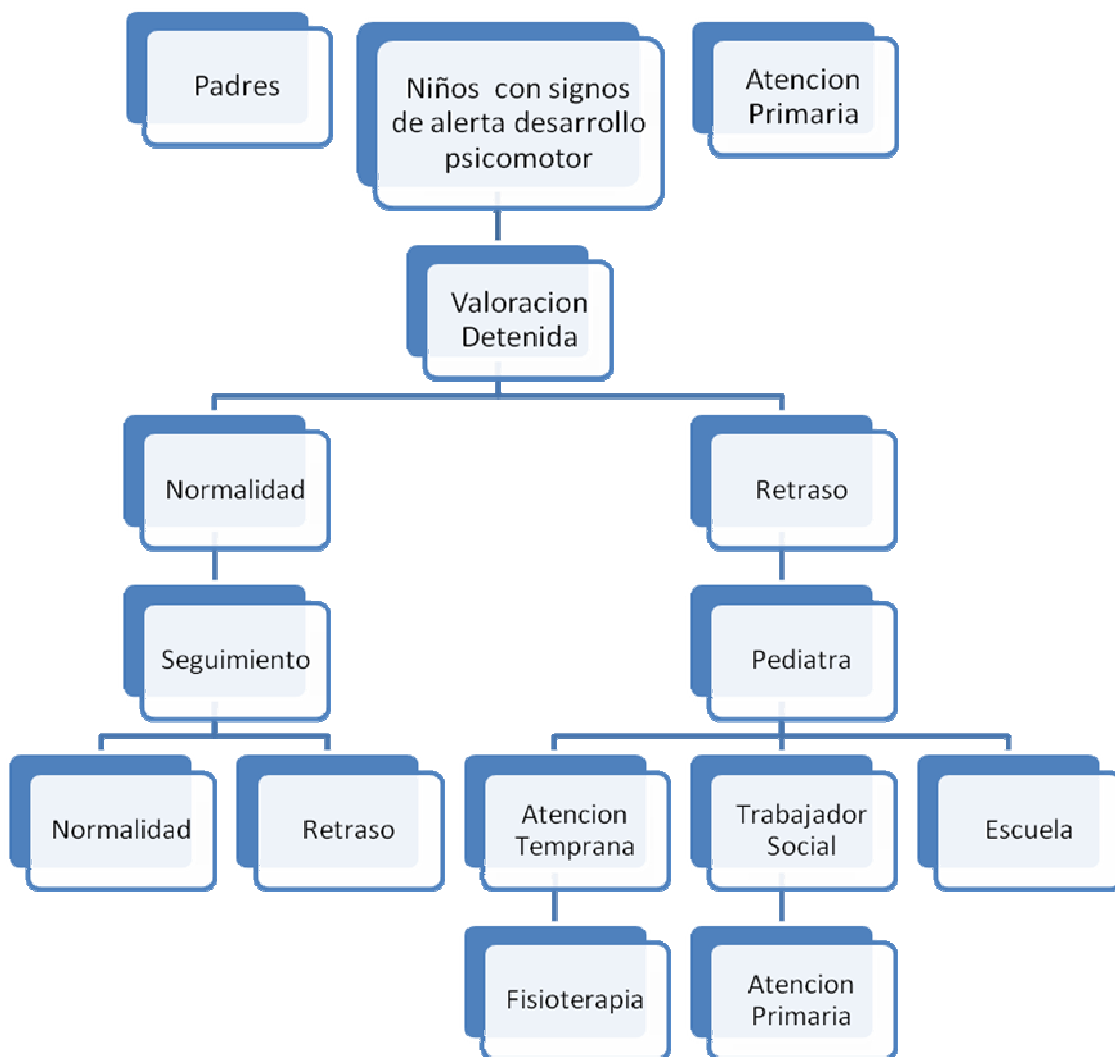 Padres
Niños con signos
de alerta desarrollo
psicomotor
Atencion
Primaria
Valoracion
Detenida
Normalidad
Retraso
Seguimiento
Pediatra
Normalidad
Retraso
Atencion
Temprana
Trabajador
Social
Escuela
Fisioterapia
Atencion
Primaria